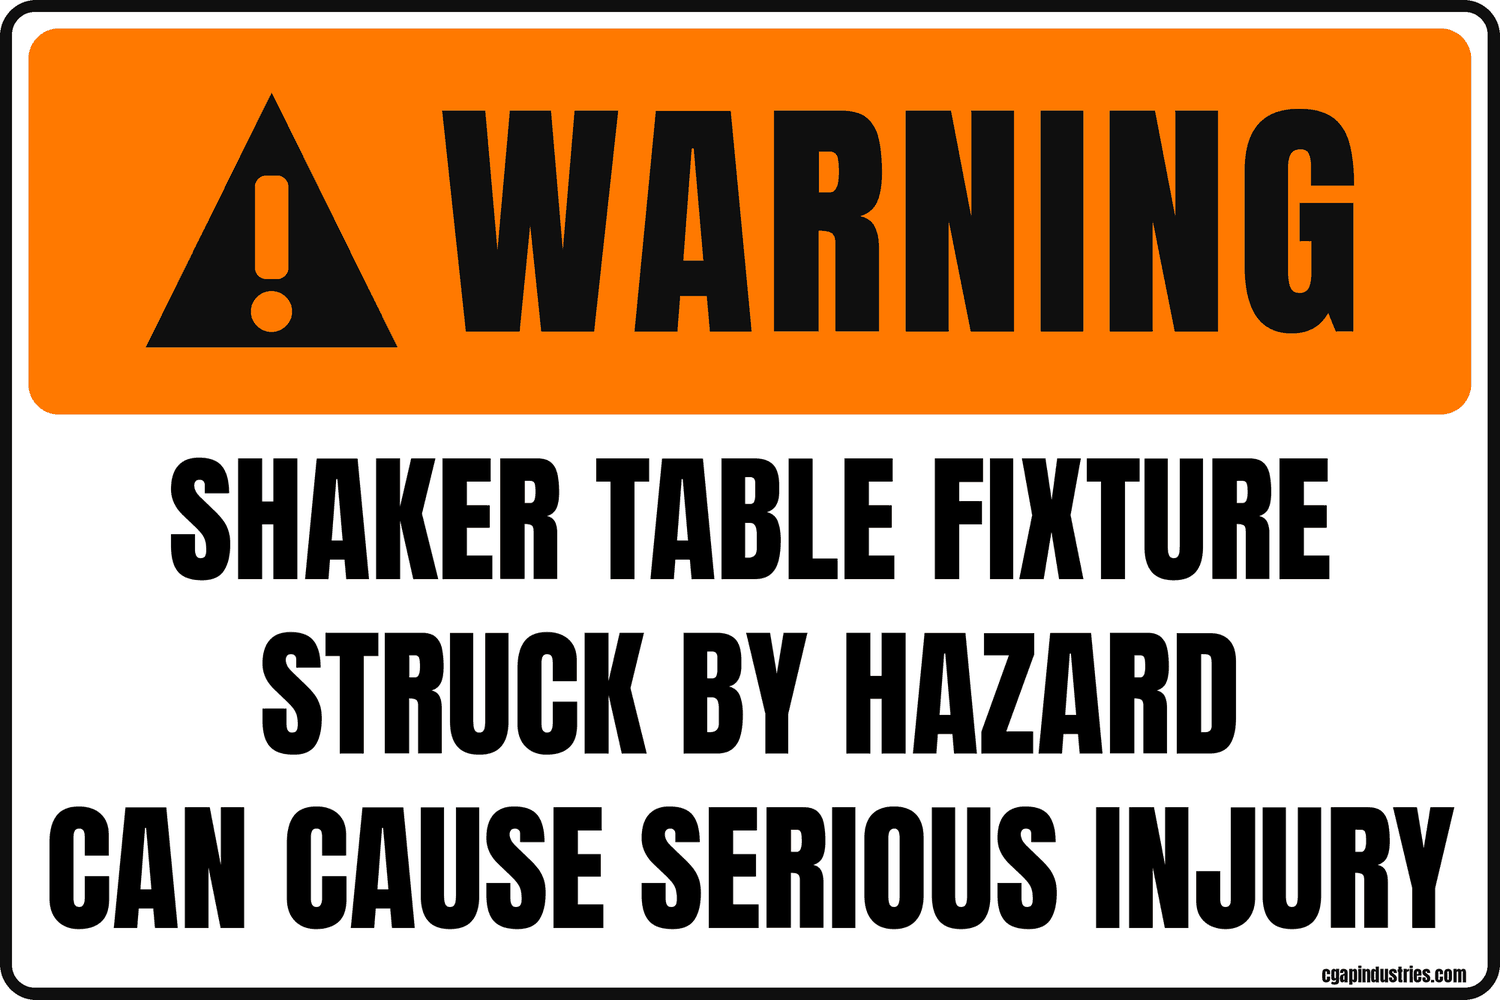 WARNING
SHAKER TABLE FIXTURE
STRUCK BY HAZARD
CAN CAUSE SERIOUS INJURY
cgapindustries.com